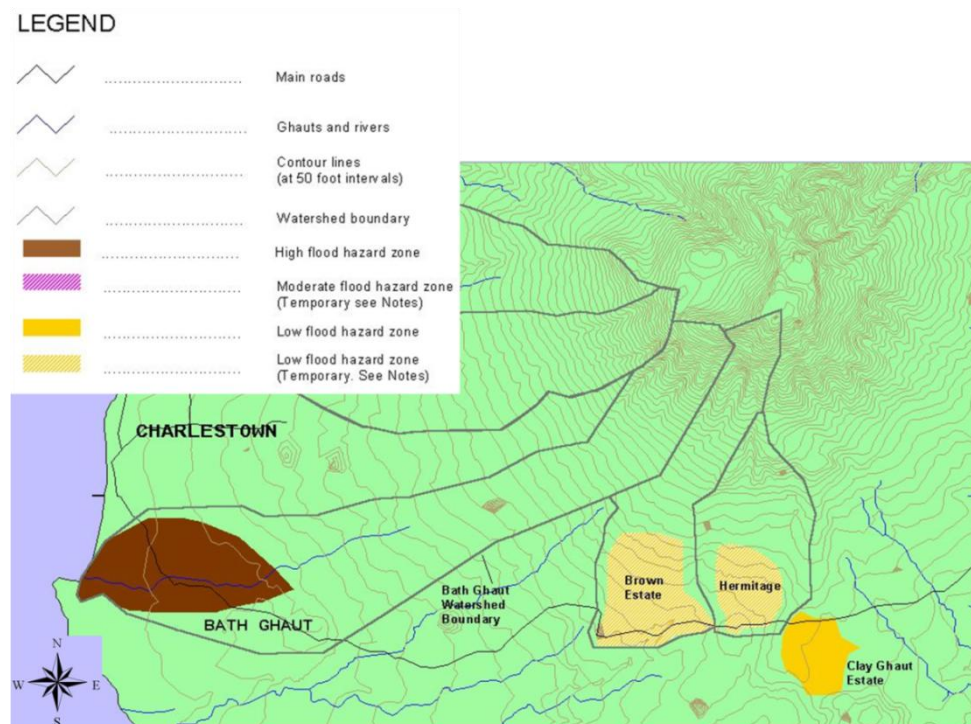 LEGEND
Main roads
Ghauts and rivers
Contour lines
(at 50 foot intervals)
Watershed boundary
High flood hazard zone
Moderate flood hazard zone
(Temporary see Notes)
Low flood hazard zone
Low flood hazard zone
(Temporary. See Notes)
CHARLESTOWN
BATH GHAUT
Bath Ghaut
Watershed
Boundary
Brown
Estate
Hermitage
Clay Ghaut
Estate
N
W E
S